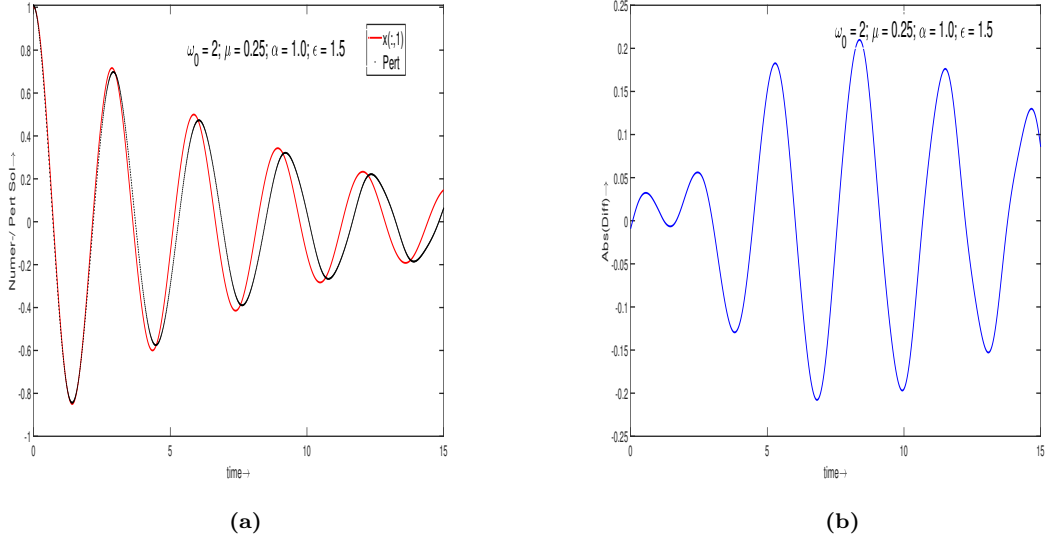 ω₀ = 2; μ = 0.25; α = 1.0; ϵ = 1.5
x(:,1)
Pert
Numer-/ Pert Sol→
1
0.8
0.6
0.4
0.2
0
-0.2
-0.4
-0.6
-0.8
-1
0 5 10 15
time→
(a)
ω₀ = 2; μ = 0.25; α = 1.0; ϵ = 1.5
Abs(Diff)→
0.25
0.2
0.15
0.1
0.05
0
-0.05
-0.1
-0.15
-0.2
-0.25
0 5 10 15
time→
(b)